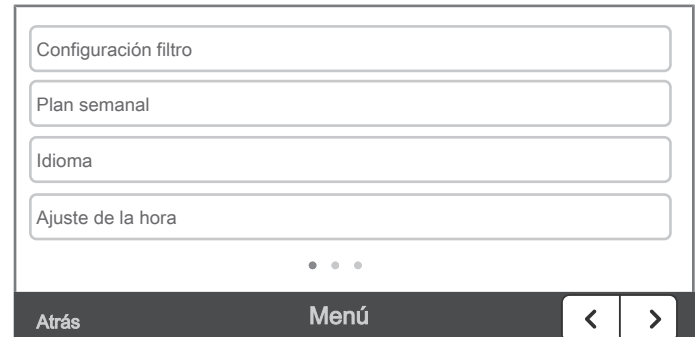 Configuración filtro
Plan semanal
Idioma
Ajuste de la hora
Atrás Menú